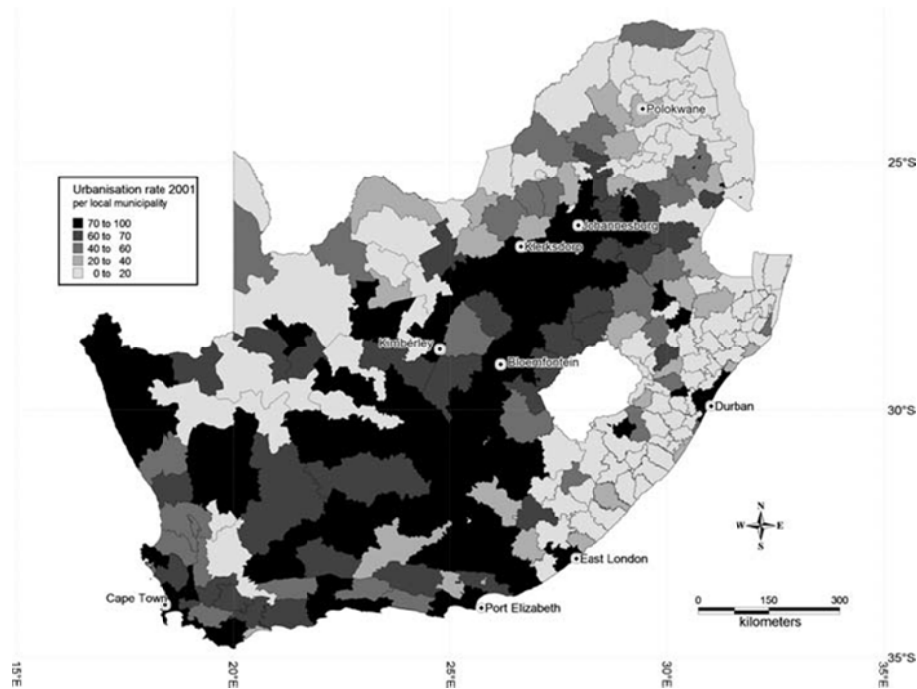 Urbanisation rate 2001
per local municipality
70 to 100
60 to 70
40 to 60
20 to 40
0 to 20
Polokwane
25°S
Johannesborg
Klerksdorp
Kimberley
Bloemfontein
Durban
30°S
N
W E
S
East London
Cape Town
Port Elizabeth
0 150 300
kilometers
15°E
20°E
25°E
30°E
35°E
35°S